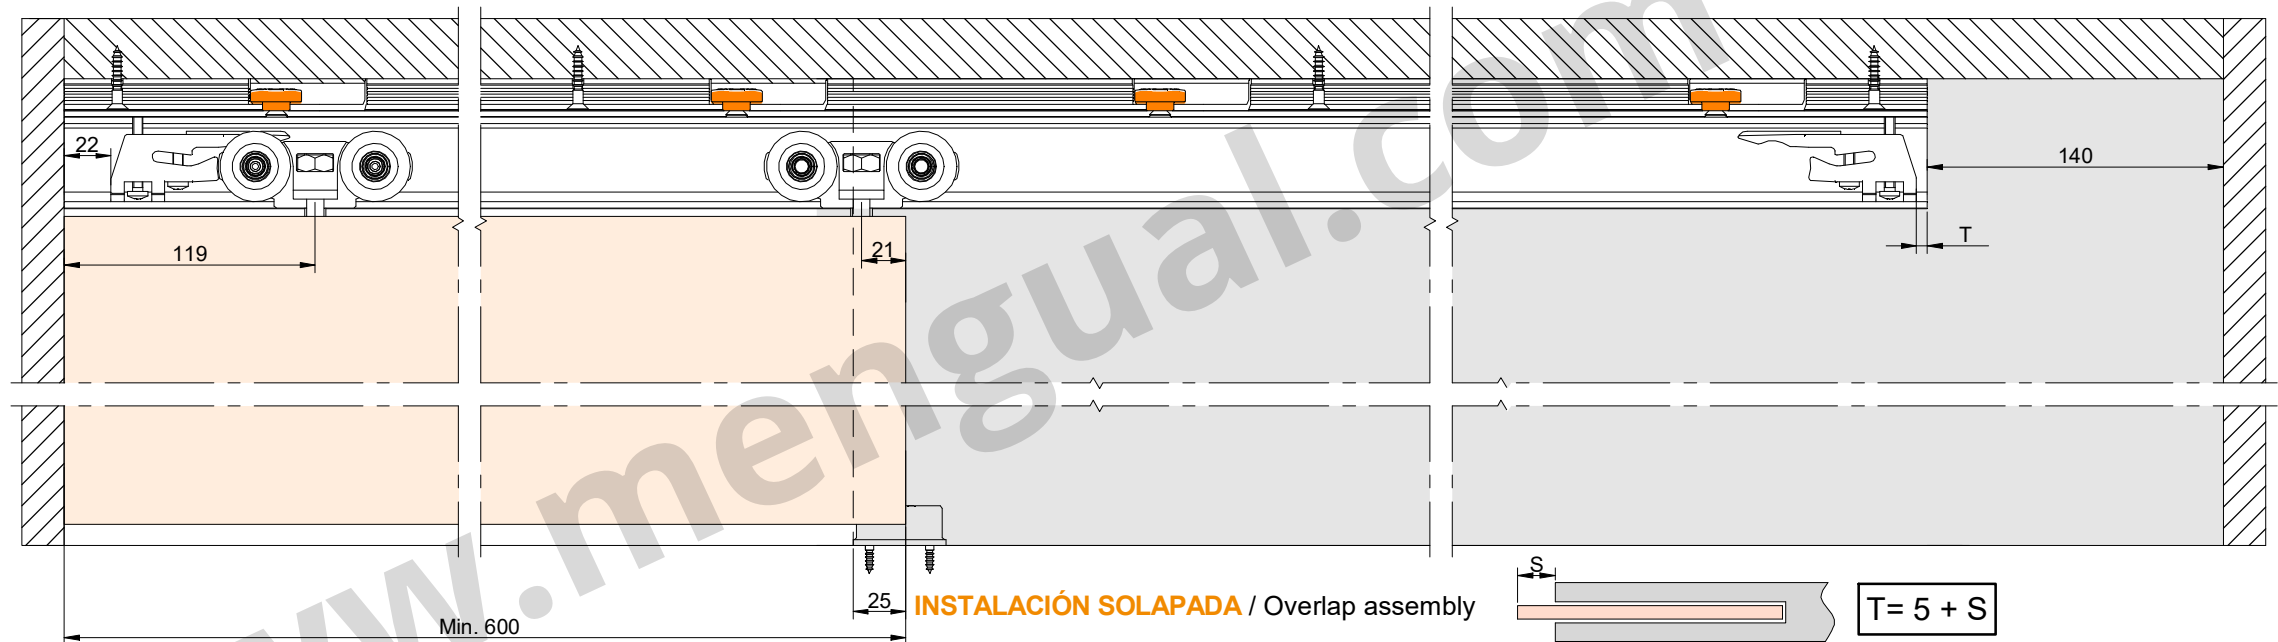 22
140
T
119
21
S
25
INSTALACIÓN SOLAPADA / Overlap assembly
T= 5 + S
Min. 600
www.mengual.com